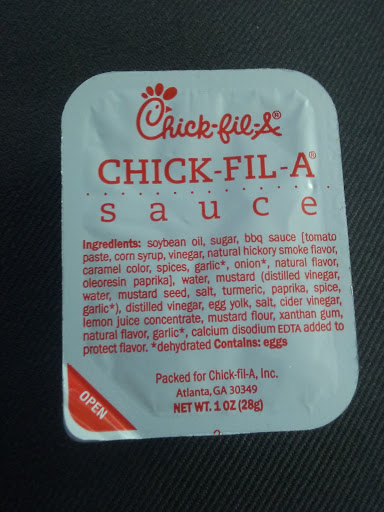 Chick-fil-A®
CHICK-FIL-A®
sauce
Ingredients: soybean oil, sugar, bbq sauce [tomato
paste, corn syrup, vinegar, natural hickory smoke flavor,
caramel color, spices, garlic*, onion*, natural flavor,
oleoresin paprika], water, mustard (distilled vinegar,
water, mustard seed, salt, turmeric, paprika, spice,
garlic*), distilled vinegar, egg yolk, salt, cider vinegar,
lemon juice concentrate, mustard flour, xanthan gum,
natural flavor, garlic*, calcium disodium EDTA added to
protect flavor. *dehydrated Contains: eggs
Packed for Chick-fil-A, Inc.
Atlanta, GA 30349
NET WT. 1 OZ (28g)
OPEN